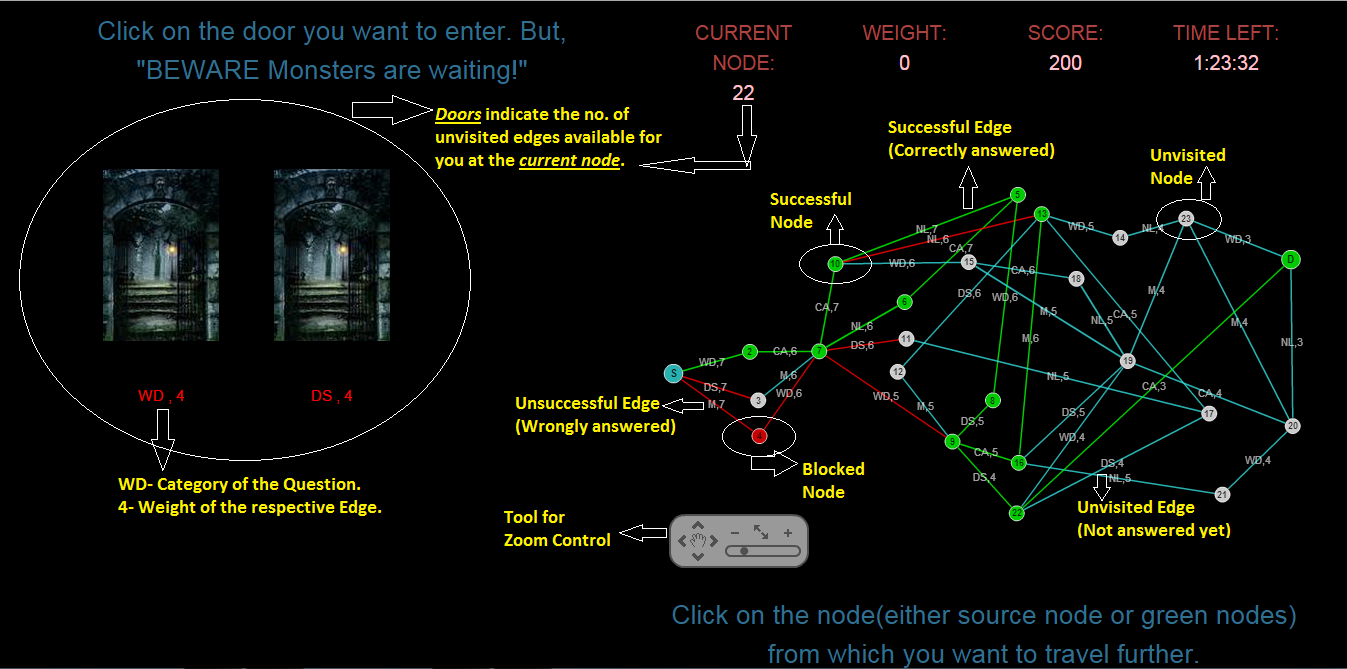 Click on the door you want to enter. But,
"BEWARE Monsters are waiting!"
CURRENT
NODE:
22
WEIGHT:
0
SCORE:
200
TIME LEFT:
1:23:32
Doors indicate the no. of
unvisited edges available for
you at the current node.
WD , 4
DS , 4
WD- Category of the Question.
4- Weight of the respective Edge.
Successful Edge
(Correctly answered)
Unvisited
Node
Successful
Node
Unsuccessful Edge
(Wrongly answered)
Blocked
Node
Tool for
Zoom Control
Unvisited Edge
(Not answered yet)
5
13
14
23
D
10
15
18
6
11
2
7
S
12
3
19
4
17
20
9
16
21
22
NL,7
NL,6
CA,7
WD,5
WD,3
WD,6
CA,6
DS,6
WD,6
M,4
CA,7
M,5
NL,5
CA,5
M,4
NL,6
DS,6
M,6
NL,3
WD,7
CA,6
DS,7
M,6
WD,6
M,7
NL,5
WD,5
M,5
CA,3
CA,4
DS,5
DS,5
WD,4
CA,5
DS,4
DS,4
NL,5
WD,4
Click on the node(either source node or green nodes)
from which you want to travel further.